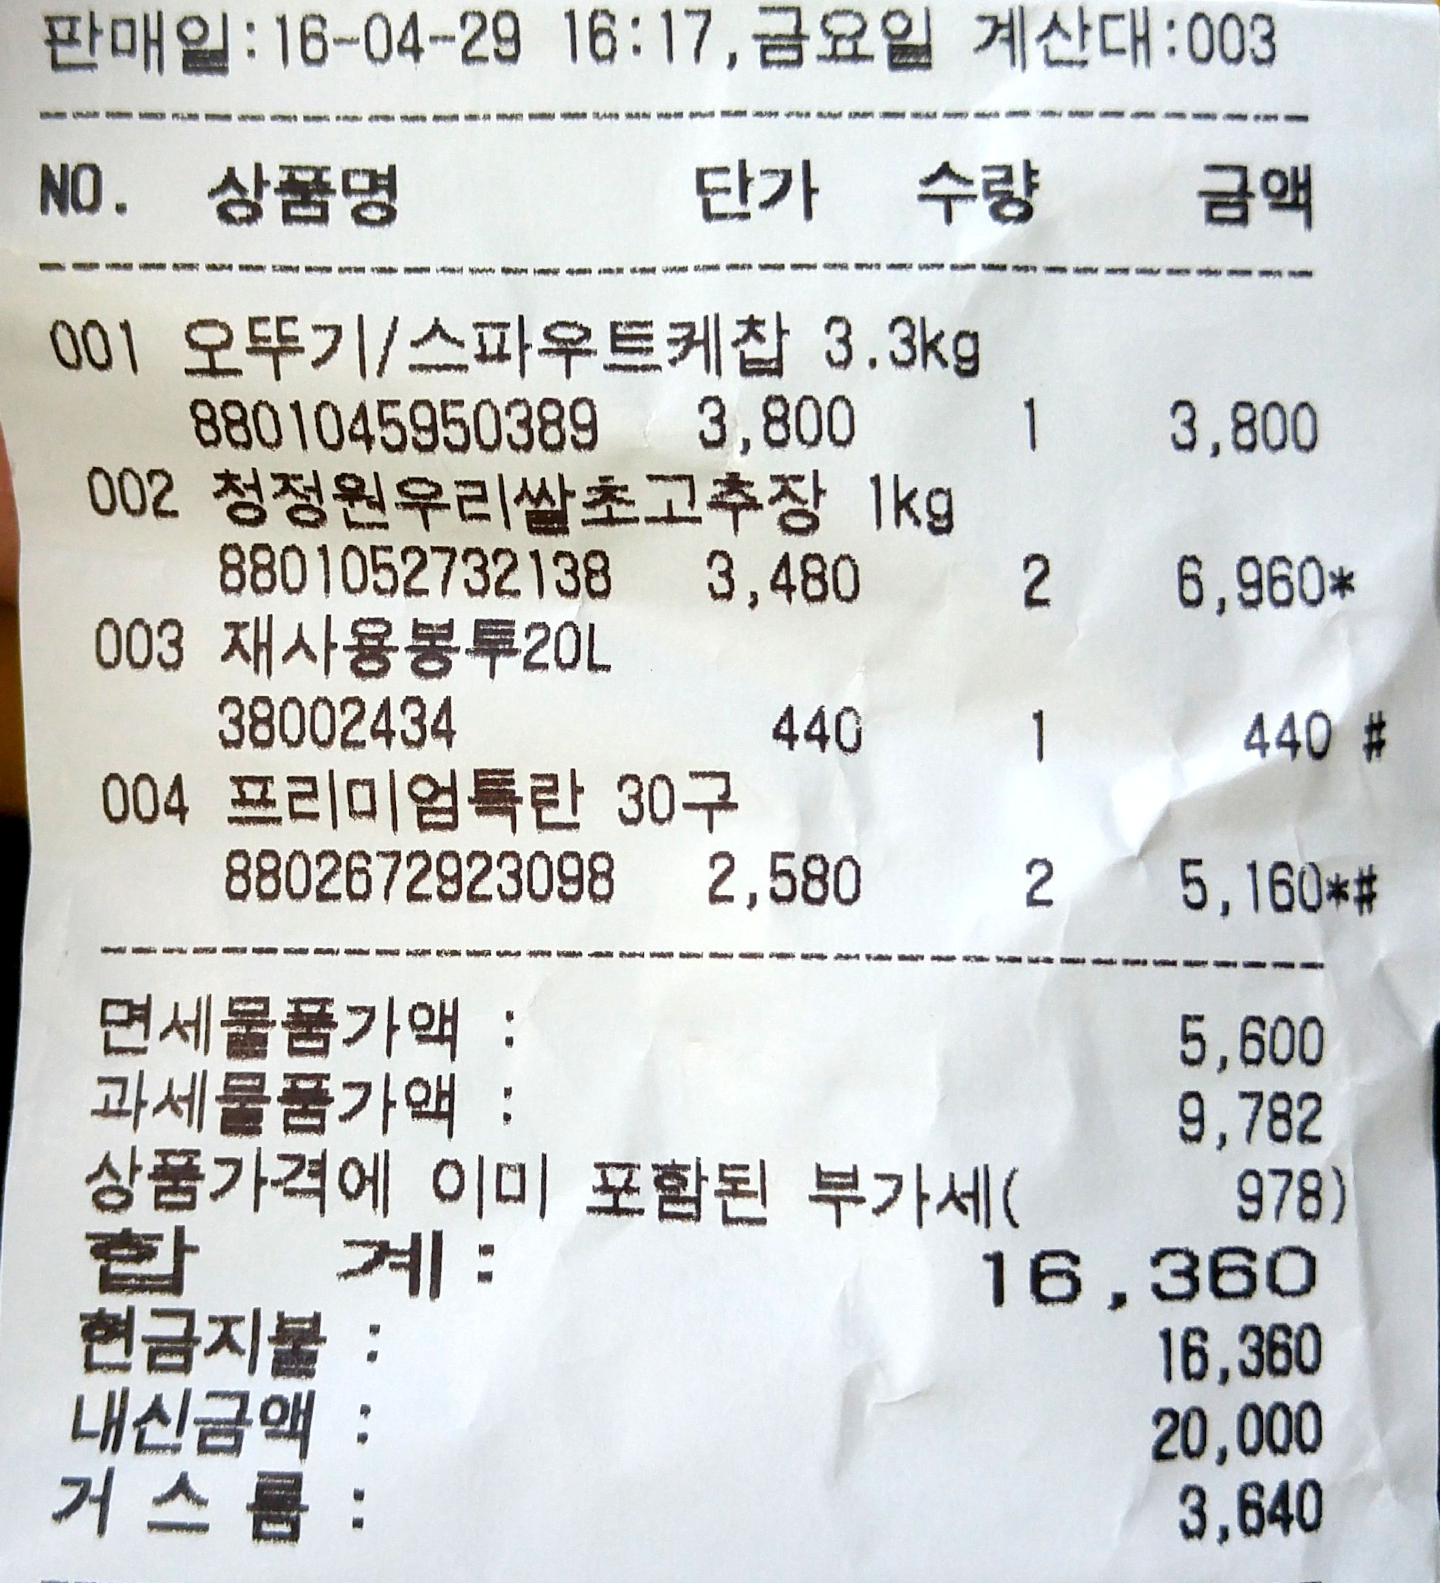 판매일:16-04-29 16:17,금요일 계산대:003
NO. 상품명 단가 수량 금액
001 오뚜기/스파우트케찹 3.3kg
8801045950389 3,800 1 3,800
002 청정원우리쌀초고추장 1kg
8801052732138 3,480 2 6,960*
003 재사용봉투20L
38002434 440 1 440 #
004 프리미엄특란 30구
8802672923098 2,580 2 5,160*#
면세물품가액 : 5,600
과세물품가액 : 9,782
상품가격에 이미 포함된 부가세( 978)
합 계: 16,360
현금지불 : 16,360
내신금액 : 20,000
거 스 름 : 3,640